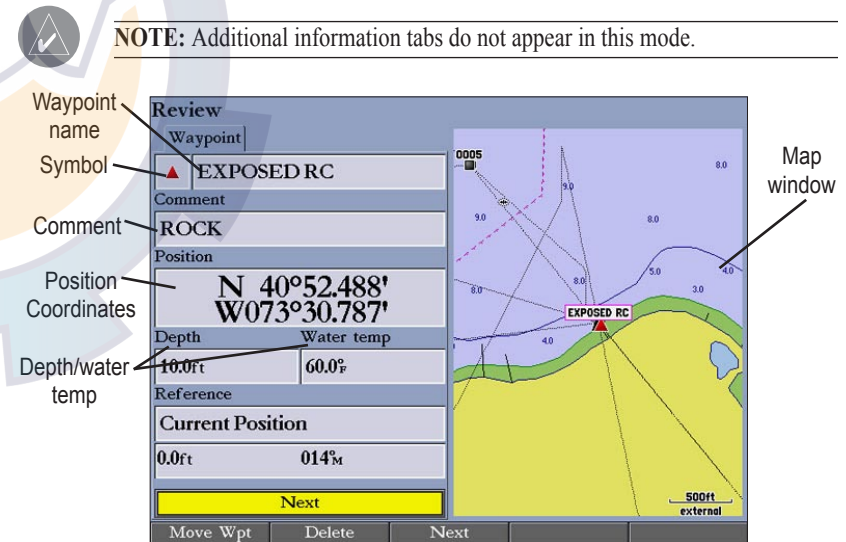 NOTE: Additional information tabs do not appear in this mode.
Waypoint name
Symbol
Comment
Position Coordinates
Depth/water temp
Map window
Review
Waypoint
EXPOSED RC
Comment
ROCK
Position
N 40°52.488'
W073°30.787'
Depth Water temp
10.0ft 60.0°F
Reference
Current Position
0.0ft 014°M
Next
Move Wpt Delete Next
0005
8.0
9.0
9.0
8.0
5.0
4.0
8.0
8.0
3.0
EXPOSED RC
4.0
500ft
external